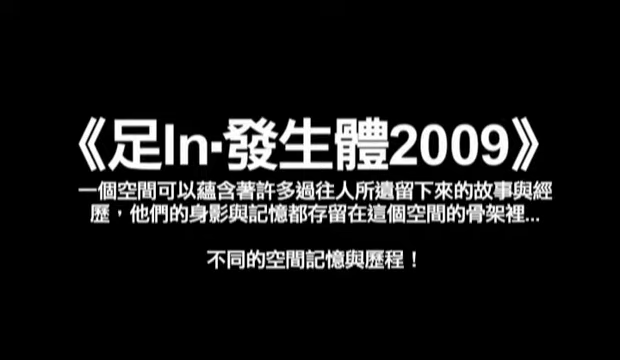 《足In·發生體2009》
一個空間可以蘊含著許多過往人所遺留下來的故事與經
歷，他們的身影與記憶都存留在這個空間的骨架裡...
不同的空間記憶與歷程！